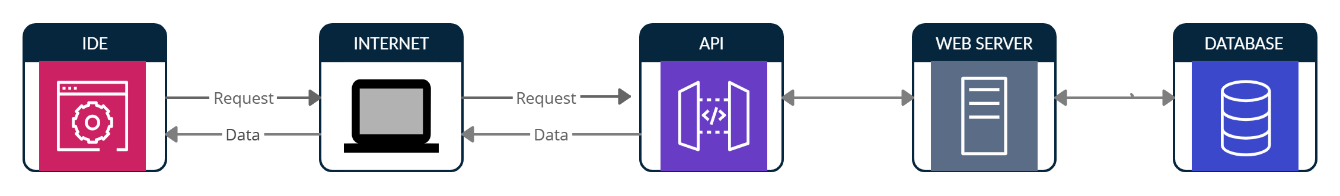 IDE
INTERNET
API
WEB SERVER
DATABASE
Request
Request
Data
Data
</>